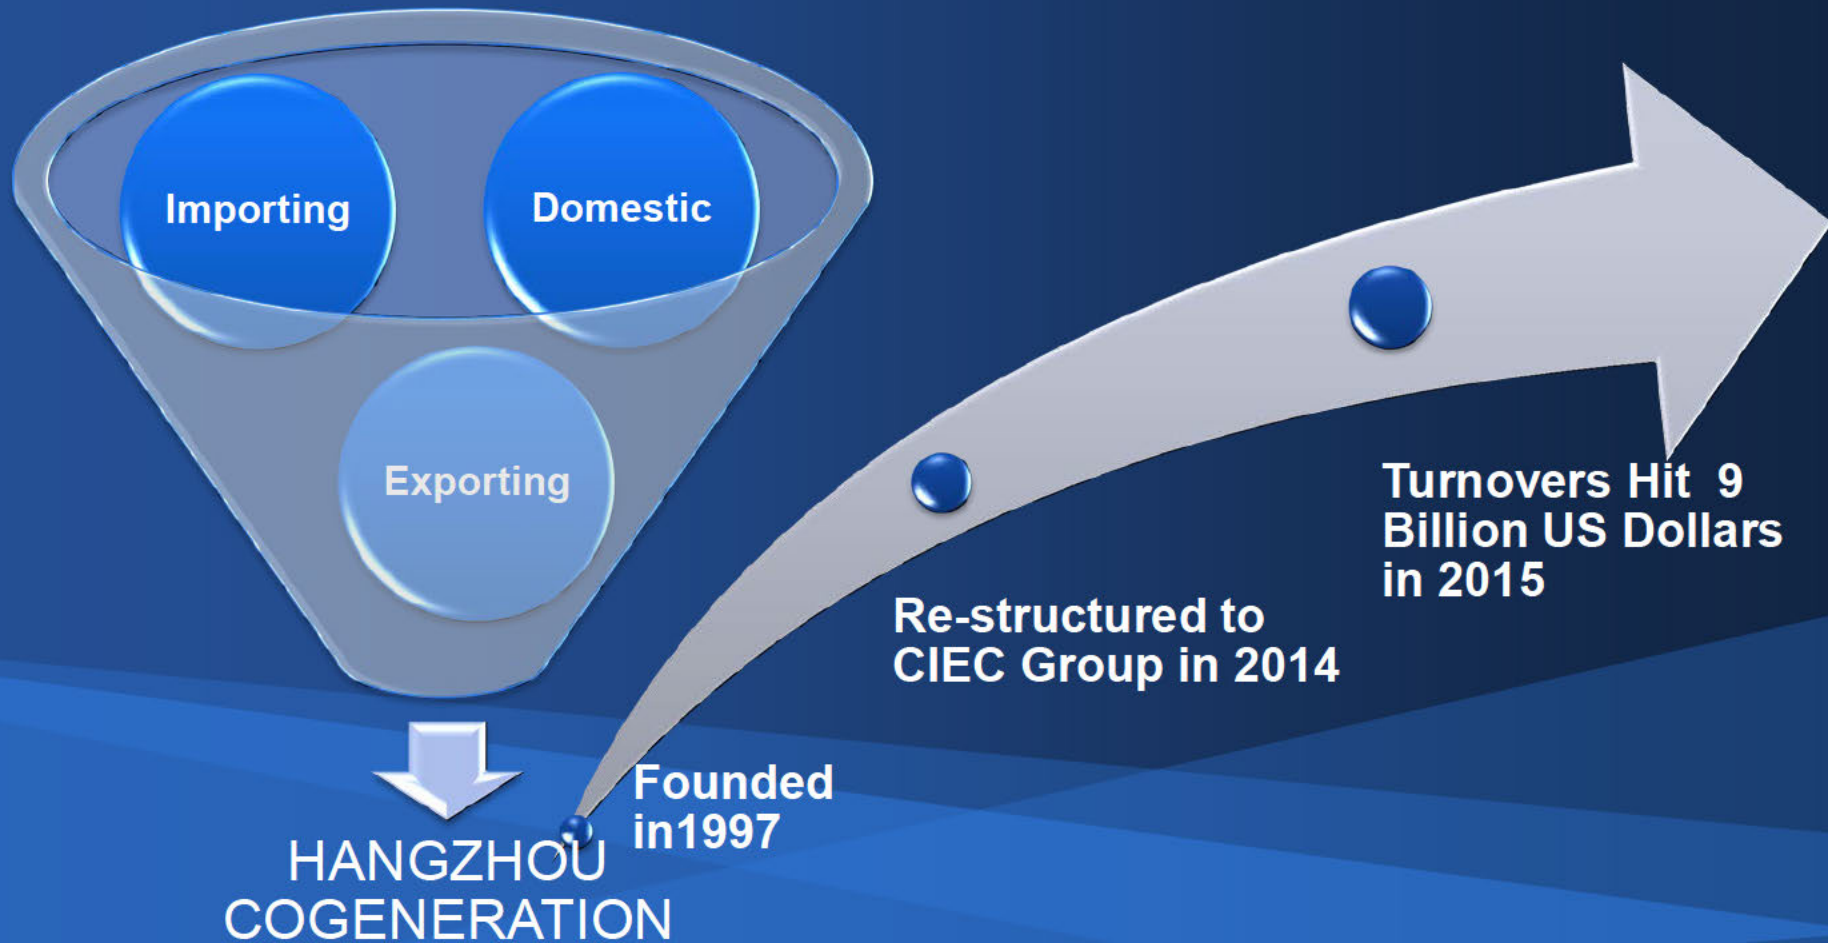 Importing
Domestic
Exporting
HANGZHOU
COGENERATION
Founded
in1997
Re-structured to
CIEC Group in 2014
Turnovers Hit  9
Billion US Dollars
in 2015